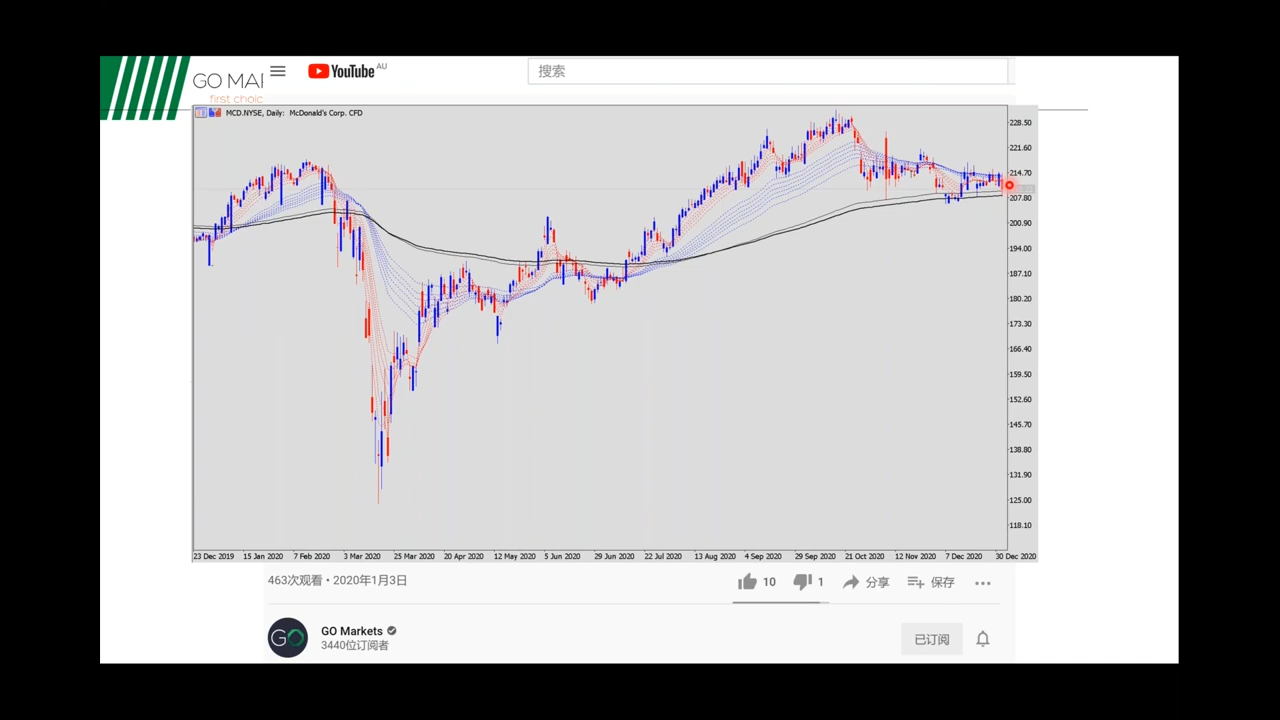 GO MAR
first choic
YouTube AU
搜索
MCD.NYSE, Daily: McDonald's Corp. CFD
228.50
221.60
214.70
207.80
200.90
194.00
187.10
180.20
173.30
166.40
159.50
152.60
145.70
138.80
131.90
125.00
118.10
23 Dec 2019 15 Jan 2020 7 Feb 2020 3 Mar 2020 25 Mar 2020 20 Apr 2020 12 May 2020 5 Jun 2020 29 Jun 2020 22 Jul 2020 13 Aug 2020 4 Sep 2020 29 Sep 2020 21 Oct 2020 12 Nov 2020 7 Dec 2020 30 Dec 2020
463次观看 • 2020年1月3日 10 1 分享 保存
GO
GO Markets
3440位订阅者
已订阅